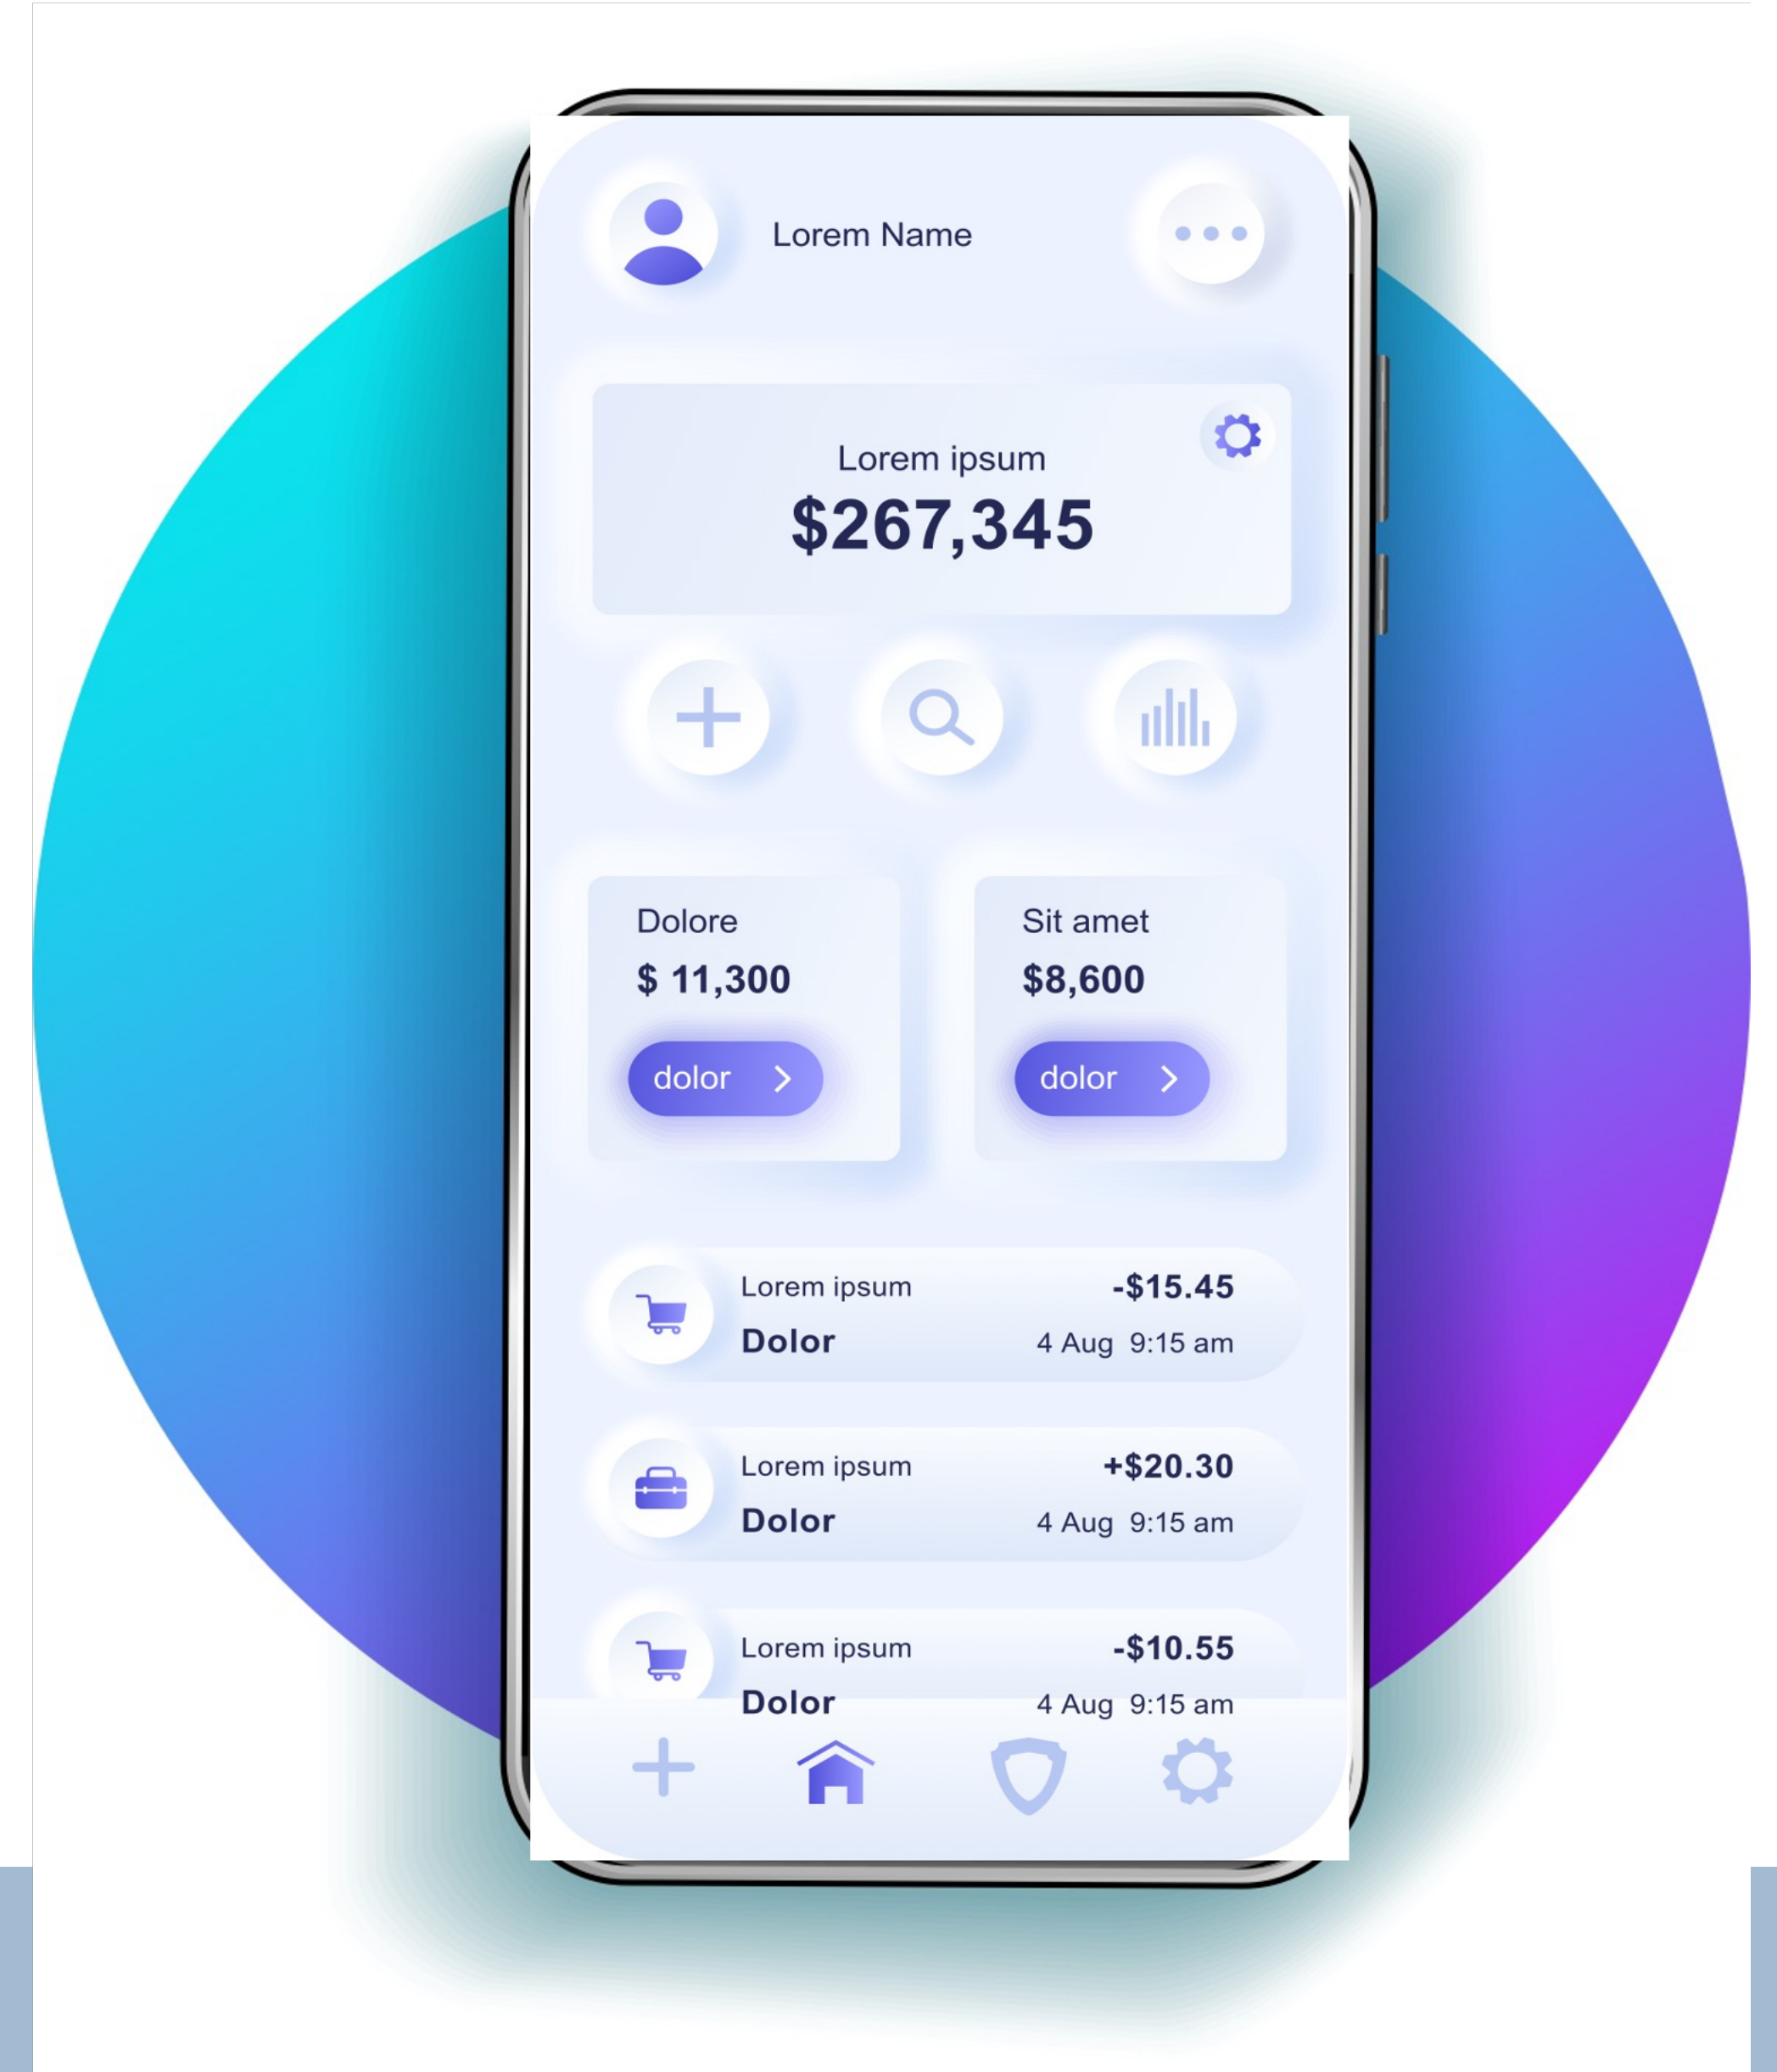 Lorem Name
Lorem ipsum
$267,345
Dolore
$ 11,300
dolor
Sit amet
$8,600
dolor
Lorem ipsum -$15.45
Dolor 4 Aug 9:15 am
Lorem ipsum +$20.30
Dolor 4 Aug 9:15 am
Lorem ipsum -$10.55
Dolor 4 Aug 9:15 am